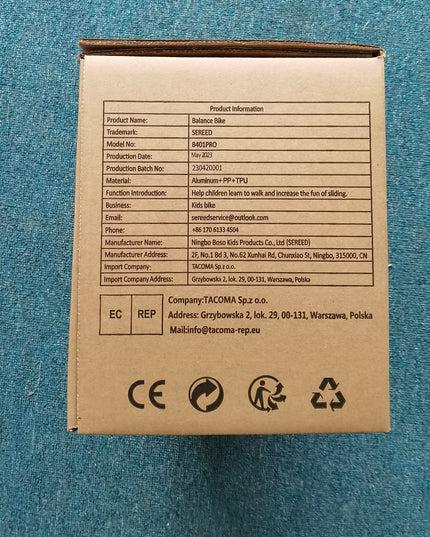 Product Information
Product Name: Balance Bike
Trademark: SEREED
Model No: B401PRO
Production Date: May 2023
Production Batch No: 230420001
Material: Aluminum+PP+TPU
Function Introduction: Help children learn to walk and increase the fun of sliding.
Business: Kids bike
Email: sereedservice@outlook.com
Phone: +86 170 6133 4504
Manufacturer Name: Ningbo Boso Kids Products Co., Ltd (SEREED)
Manufacturer Address: 2F, No.1 Bd 3, No.62 Xunhai Rd, Chunxiao St, Ningbo, 315000, CN
Import Company: TACOMA Sp.z o.o.
Import Company Address: Grzybowska 2, lok. 29, 00-131, Warszawa, Polska
EC REP
Company:TACOMA Sp.z o.o.
Address: Grzybowska 2, lok. 29, 00-131, Warszawa, Polska
Mail:info@tacoma-rep.eu
CE